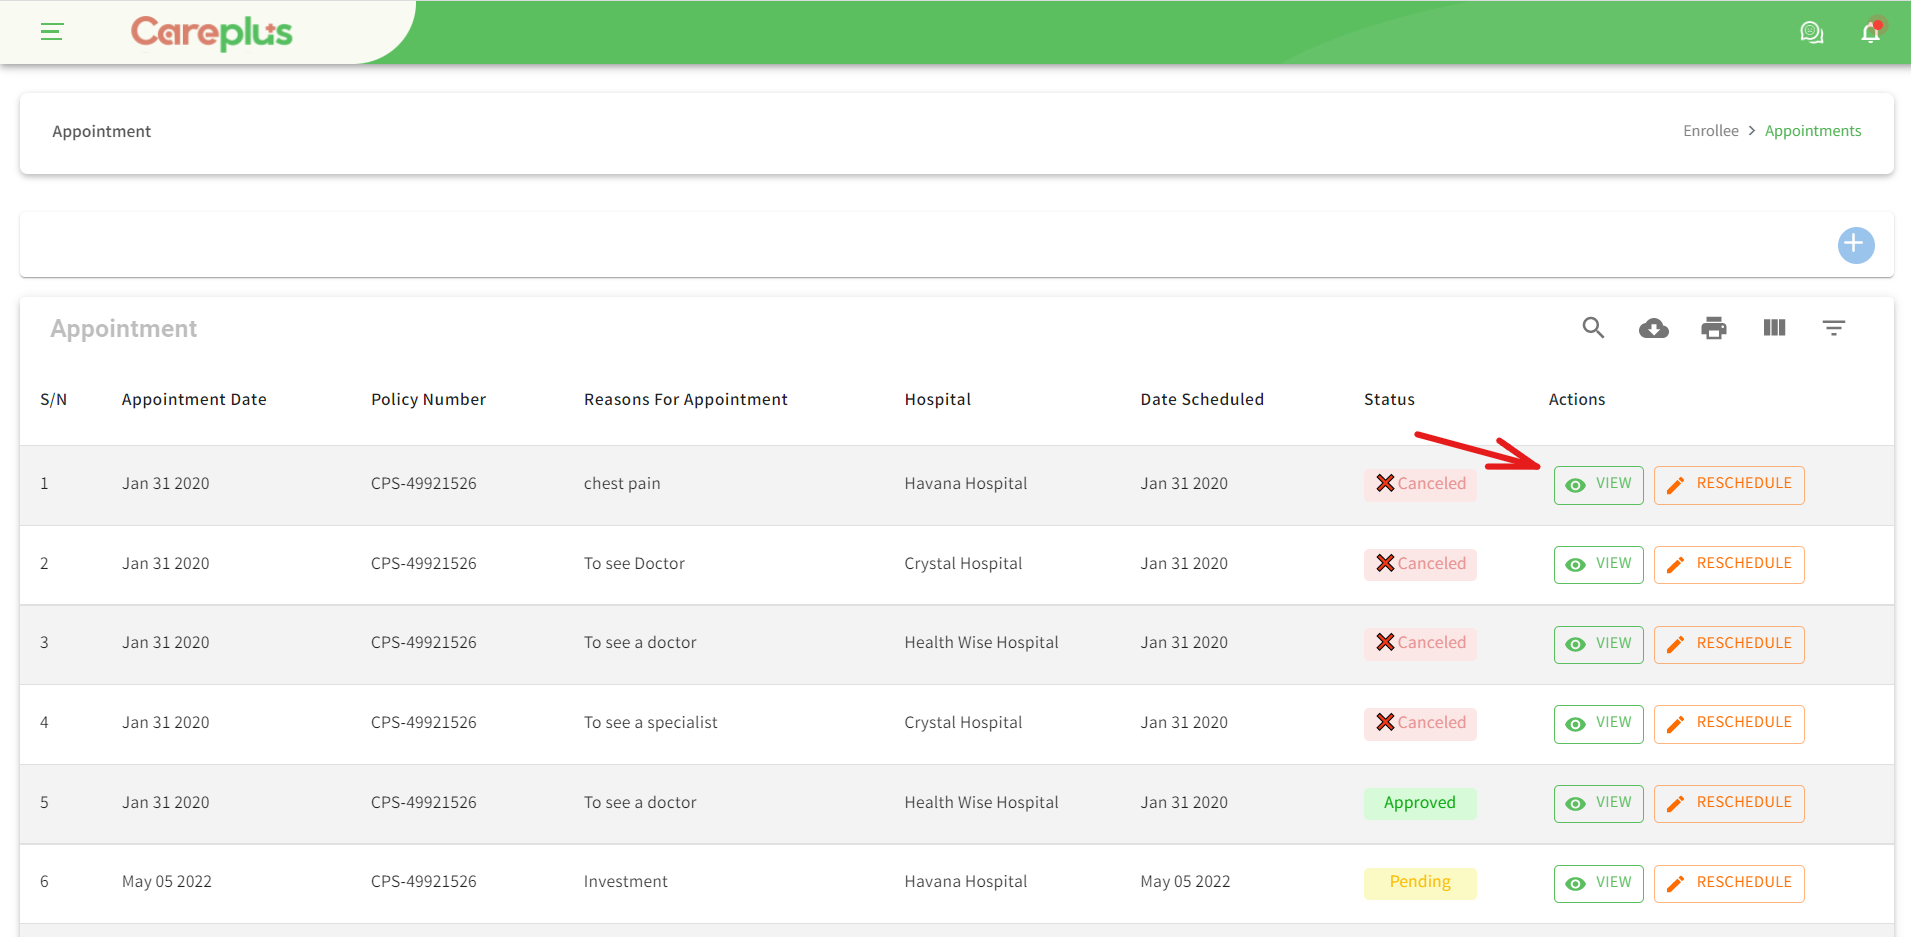 Careplus
Appointment
Enrollee > Appointments
Appointment
S/N Appointment Date Policy Number Reasons For Appointment Hospital Date Scheduled Status Actions
1 Jan 31 2020 CPS-49921526 chest pain Havana Hospital Jan 31 2020 Canceled VIEW RESCHEDULE
2 Jan 31 2020 CPS-49921526 To see Doctor Crystal Hospital Jan 31 2020 Canceled VIEW RESCHEDULE
3 Jan 31 2020 CPS-49921526 To see a doctor Health Wise Hospital Jan 31 2020 Canceled VIEW RESCHEDULE
4 Jan 31 2020 CPS-49921526 To see a specialist Crystal Hospital Jan 31 2020 Canceled VIEW RESCHEDULE
5 Jan 31 2020 CPS-49921526 To see a doctor Health Wise Hospital Jan 31 2020 Approved VIEW RESCHEDULE
6 May 05 2022 CPS-49921526 Investment Havana Hospital May 05 2022 Pending VIEW RESCHEDULE